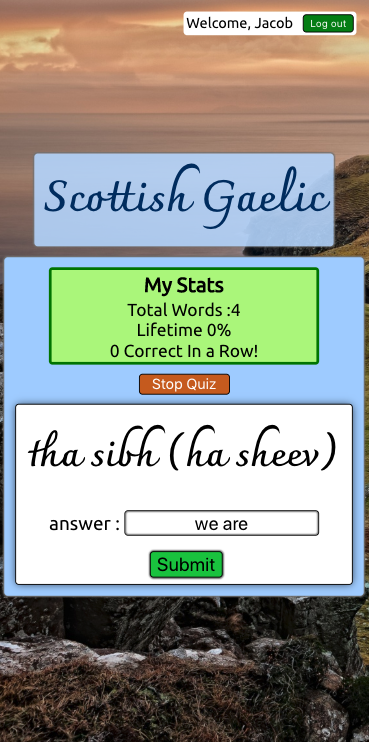 Welcome, Jacob Log out
Scottish Gaelic
My Stats
Total Words :4
Lifetime 0%
0 Correct In a Row!
Stop Quiz
tha sibh (ha sheev)
answer : we are
Submit